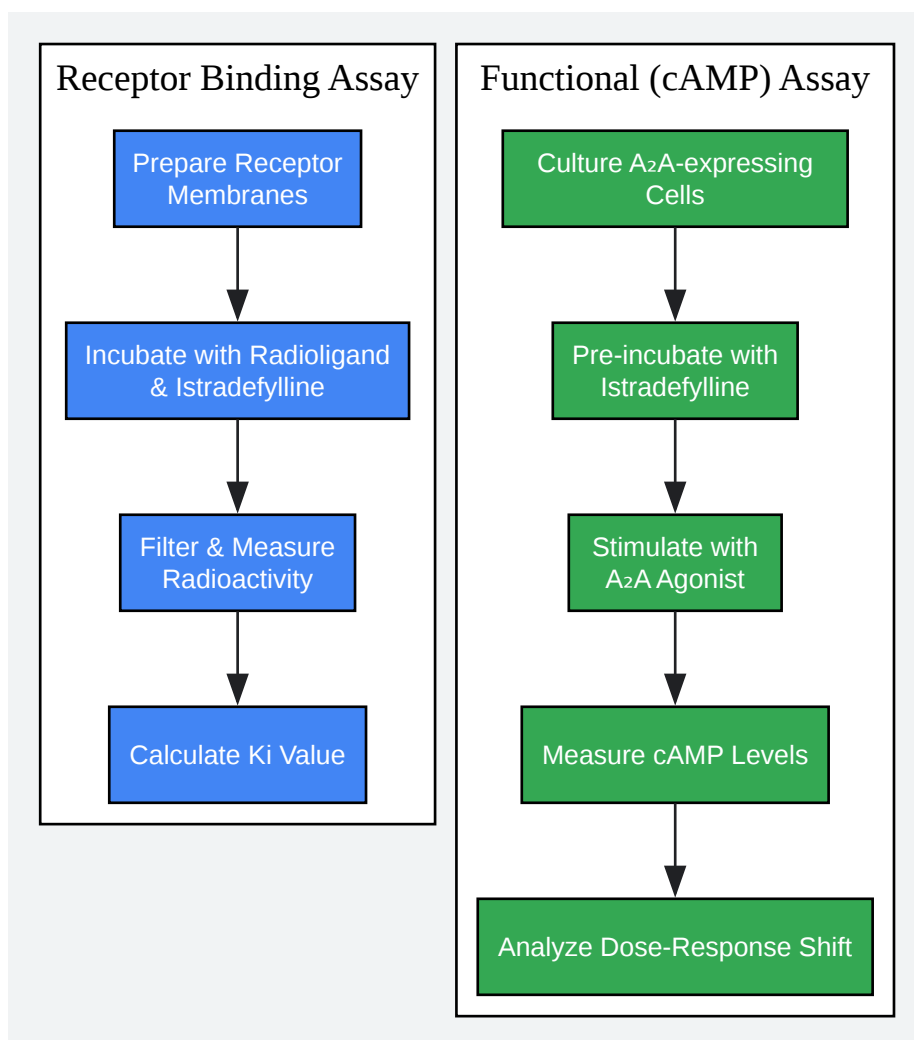 Receptor Binding Assay
Prepare Receptor
Membranes
Incubate with Radioligand
& Istradefylline
Filter & Measure
Radioactivity
Calculate Ki Value
Functional (cAMP) Assay
Culture A₂A-expressing
Cells
Pre-incubate with
Istradefylline
Stimulate with
A₂A Agonist
Measure cAMP Levels
Analyze Dose-Response Shift